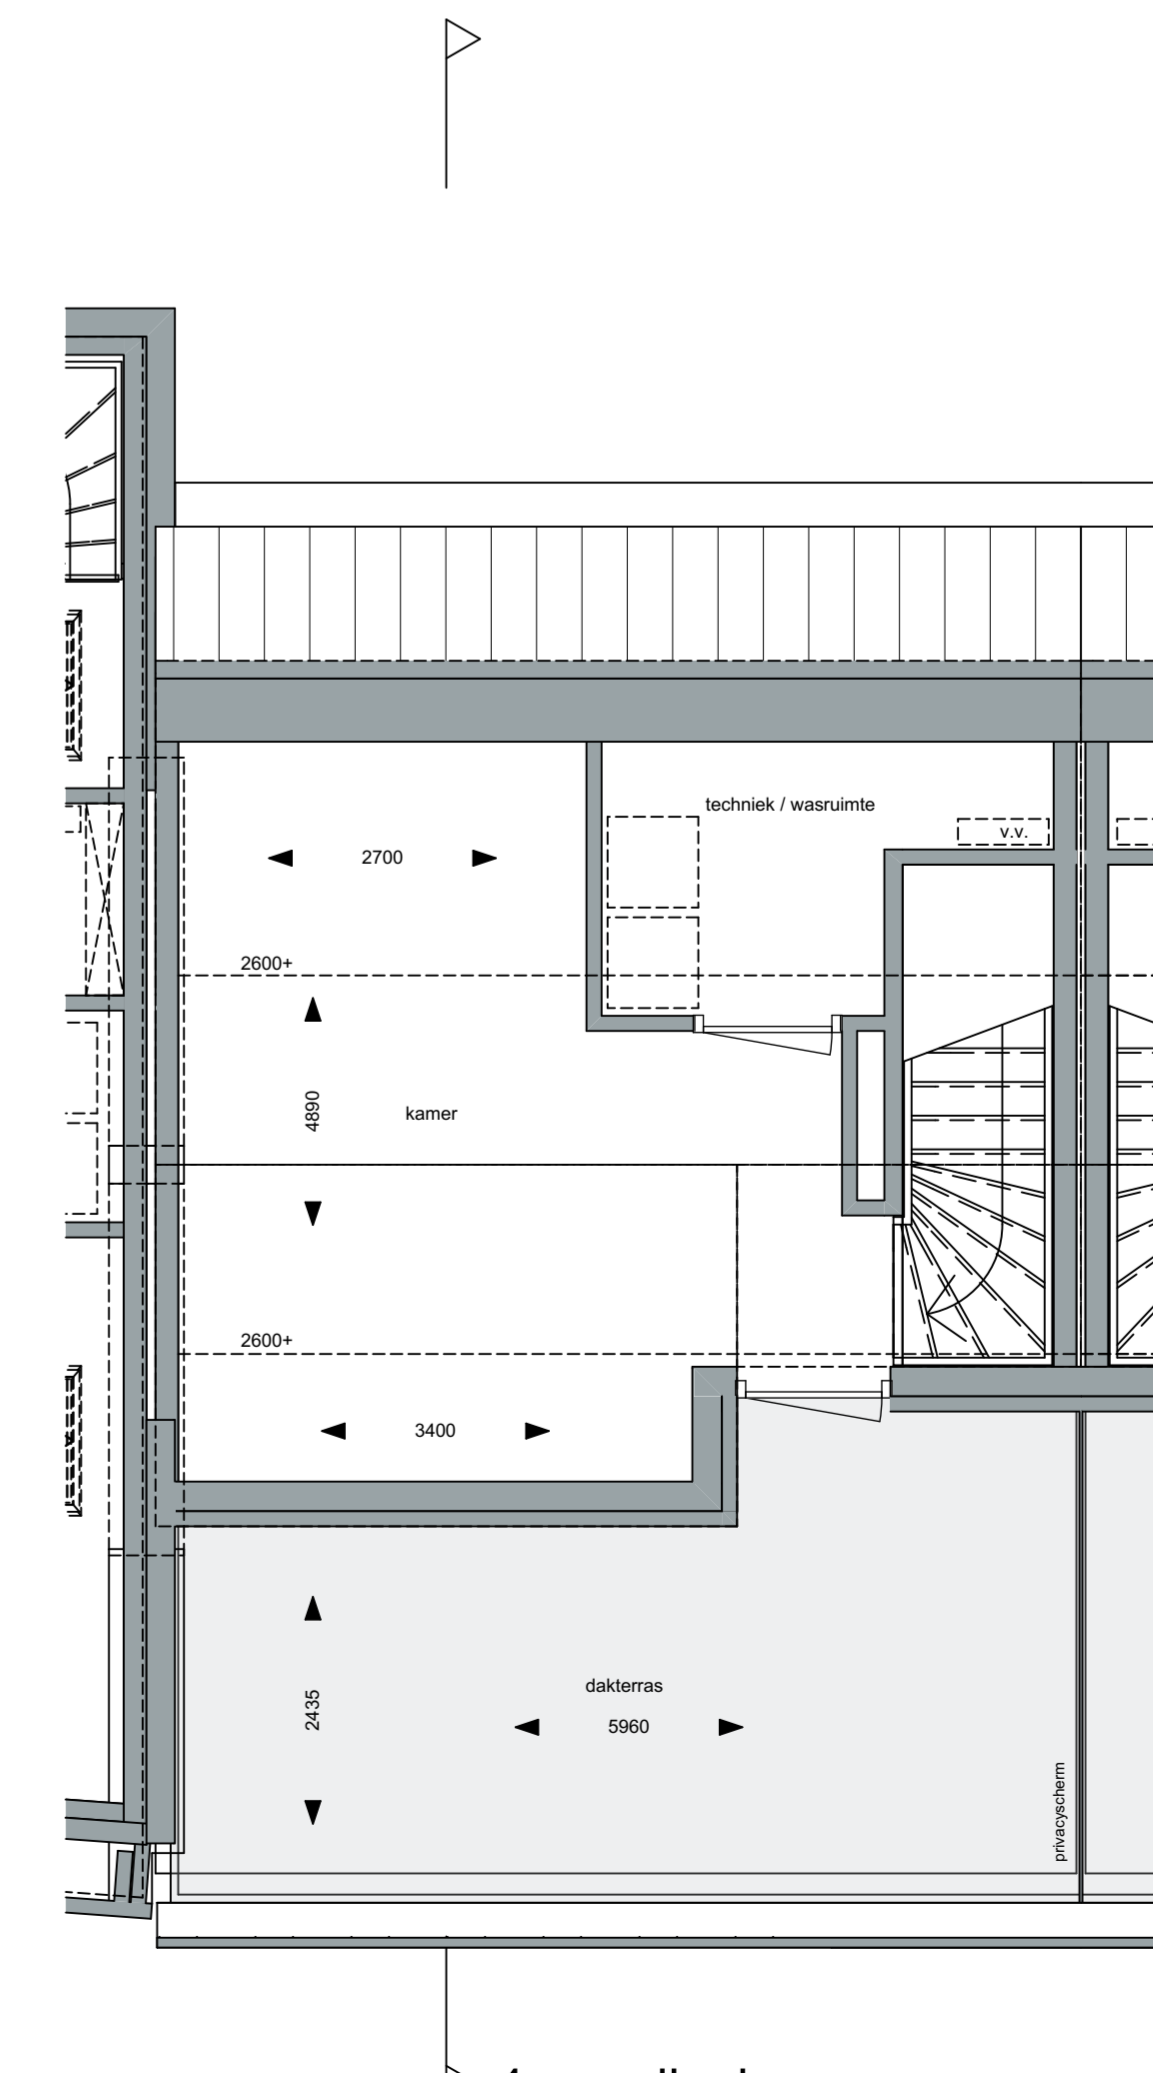 techniek / wasruimte
v.v.
2700
2600+
4890
kamer
2600+
3400
dakterras
2435
5960
privacyscherm